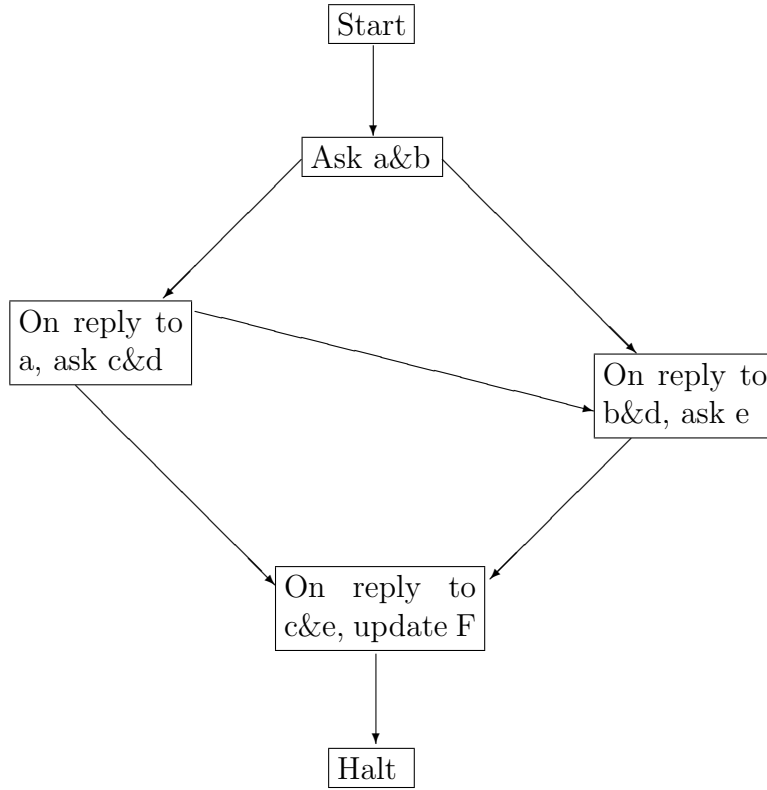 Start
Ask a&b
On reply to
a, ask c&d
On reply to
b&d, ask e
On reply to
c&e, update F
Halt